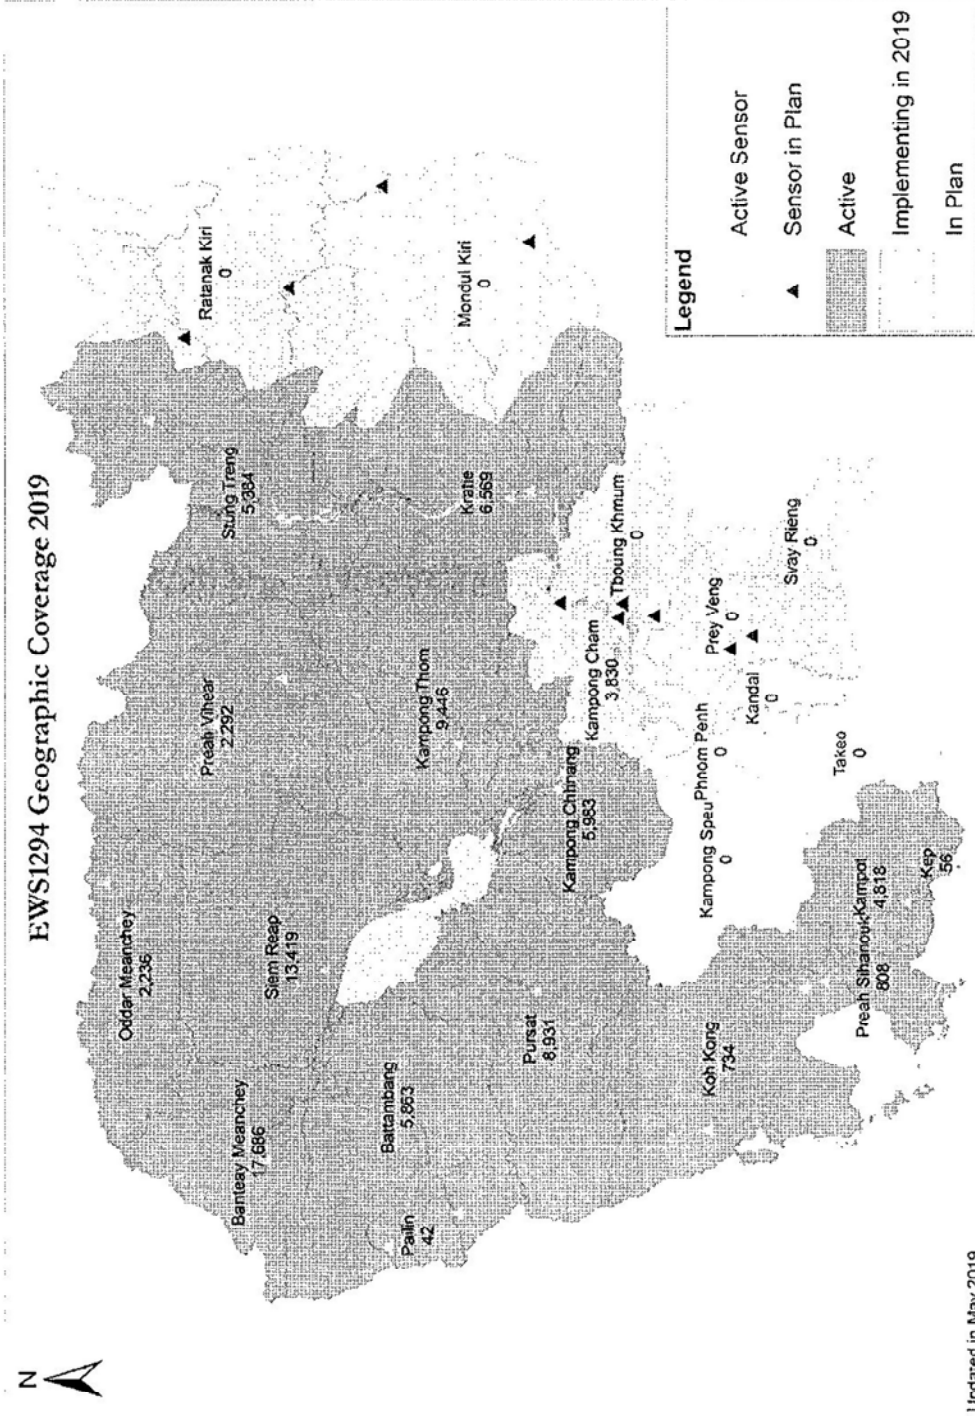 EWS1294 Geographic Coverage 2019
N
Oddar Meanchey
2,236
Preah Vihear
2,292
Stung Treng
5,384
Ratanak Kiri
0
Banteay Meanchey
17,686
Siem Reap
13,419
Battambang
5,863
Pailin
42
Kampong Thom
9,446
Kratie
6,569
Mondul Kiri
0
Pursat
8,931
Kampong Chhnang
5,983
Kampong Cham
3,830
Tboung Khmum
0
Koh Kong
734
Kampong Speu
0
Phnom Penh
0
Kandal
0
Prey Veng
0
Svay Rieng
0
Takeo
0
Preah Sihanouk
808
Kampot
4,818
Kep
56
Legend
Active Sensor
Sensor in Plan
Active
Implementing in 2019
In Plan
Updated in May 2019